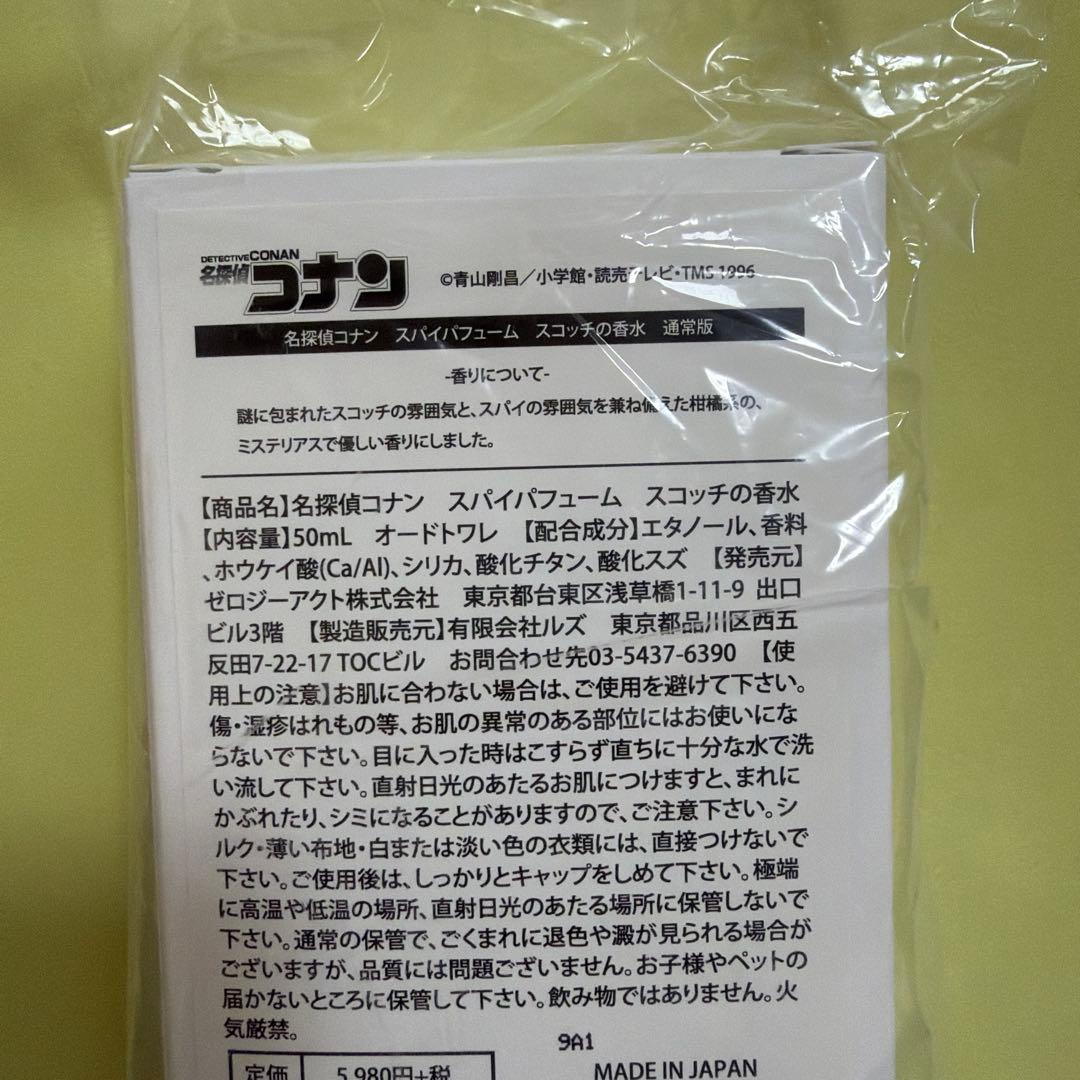 DETECTIVE CONAN
名探偵
コナン
©青山剛昌／小学館・読売テレビ・TMS 1996
名探偵コナン　スパイパフューム　スコッチの香水　通常版
-香りについて-
謎に包まれたスコッチの雰囲気と、スパイの雰囲気を兼ね備えた柑橘系の、
ミステリアスで優しい香りにしました。
【商品名】名探偵コナン　スパイパフューム　スコッチの香水
【内容量】50mL　オードトワレ　【配合成分】エタノール、香料
、ホウケイ酸(Ca/Al)、シリカ、酸化チタン、酸化スズ　【発売元】
ゼロジーアクト株式会社　東京都台東区浅草橋1-11-9 出口
ビル3階　【製造販売元】有限会社ルズ　東京都品川区西五
反田7-22-17 TOCビル　お問合わせ先03-5437-6390　【使
用上の注意】お肌に合わない場合は、ご使用を避けて下さい。
傷・湿疹はれもの等、お肌の異常のある部位にはお使いにな
らないで下さい。目に入った時はこすらず直ちに十分な水で洗
い流して下さい。直射日光のあたるお肌につけますと、まれに
かぶれたり、シミになることがありますので、ご注意下さい。シ
ルク・薄い布地・白または淡い色の衣類には、直接つけないで
下さい。ご使用後は、しっかりとキャップをしめて下さい。極端
に高温や低温の場所、直射日光のあたる場所に保管しないで
下さい。通常の保管で、ごくまれに退色や澱が見られる場合が
ございますが、品質には問題ございません。お子様やペットの
届かないところに保管して下さい。飲み物ではありません。火
気厳禁。
9A1
定価　5,980円+税　MADE IN JAPAN